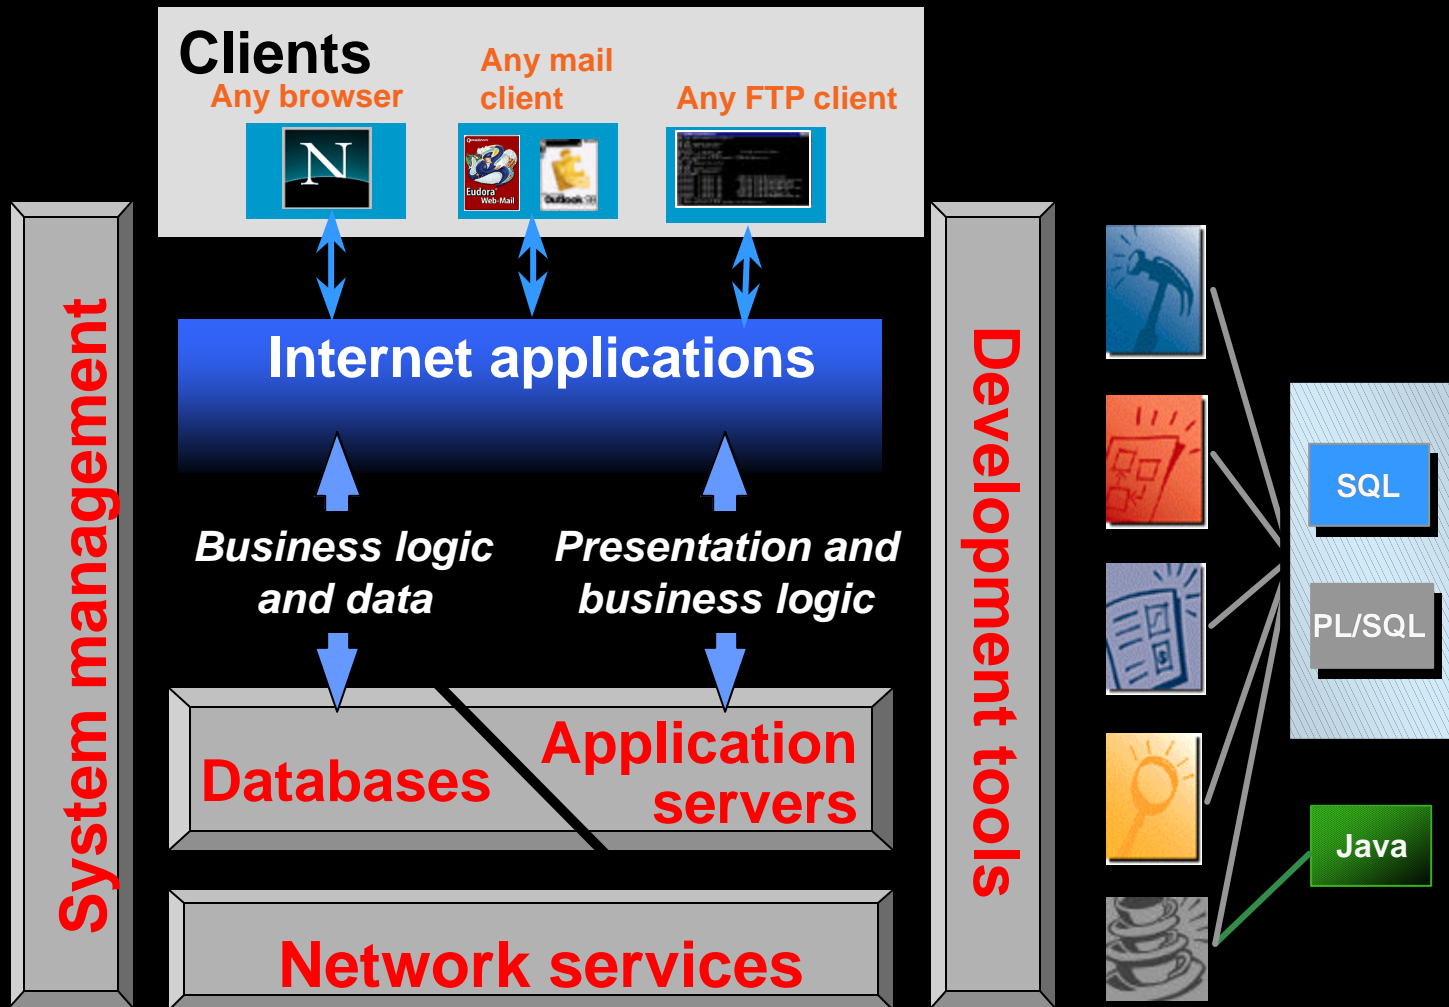 Clients
Any browser
Any mail
client
Any FTP client
N
Eudora
Web-Mail
Outlook 98
System management
Internet applications
Business logic
and data
Presentation and
business logic
Databases
Application
servers
Network services
Development tools
$
SQL
PL/SQL
Java